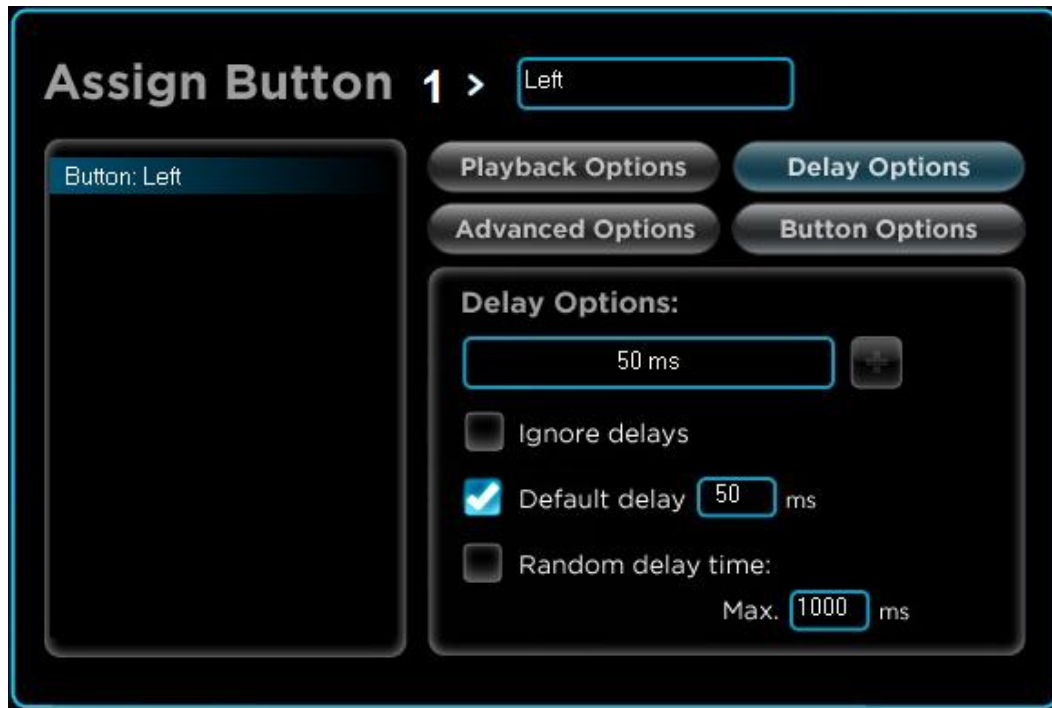 Assign Button 1 > Left
Button: Left
Playback Options
Delay Options
Advanced Options
Button Options
Delay Options:
50 ms
+
Ignore delays
Default delay 50 ms
Random delay time:
Max. 1000 ms